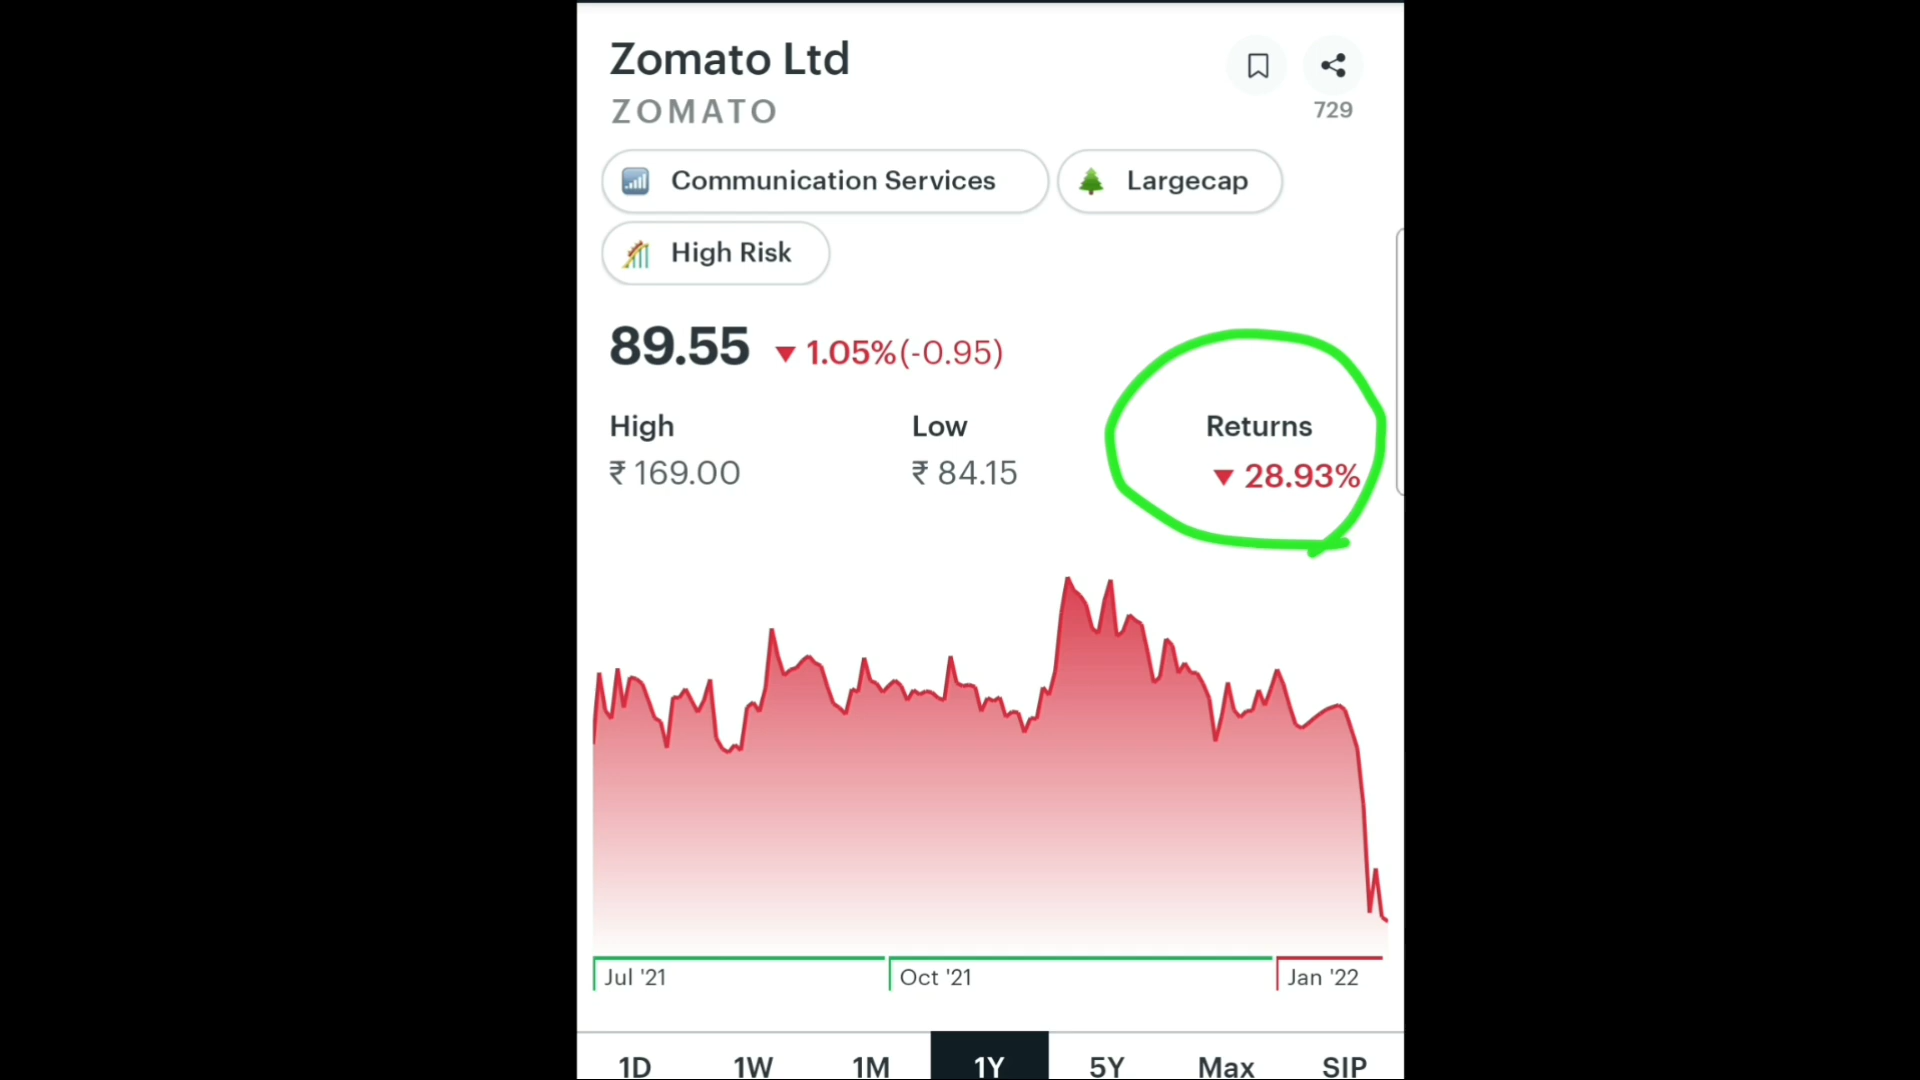 Zomato Ltd
ZOMATO
729
Communication Services
Largecap
High Risk
89.55 ▼ 1.05%(-0.95)
High Low Returns
₹ 169.00 ₹ 84.15 ▼ 28.93%
Jul '21 Oct '21 Jan '22
1D 1W 1M 1Y 5Y Max SIP